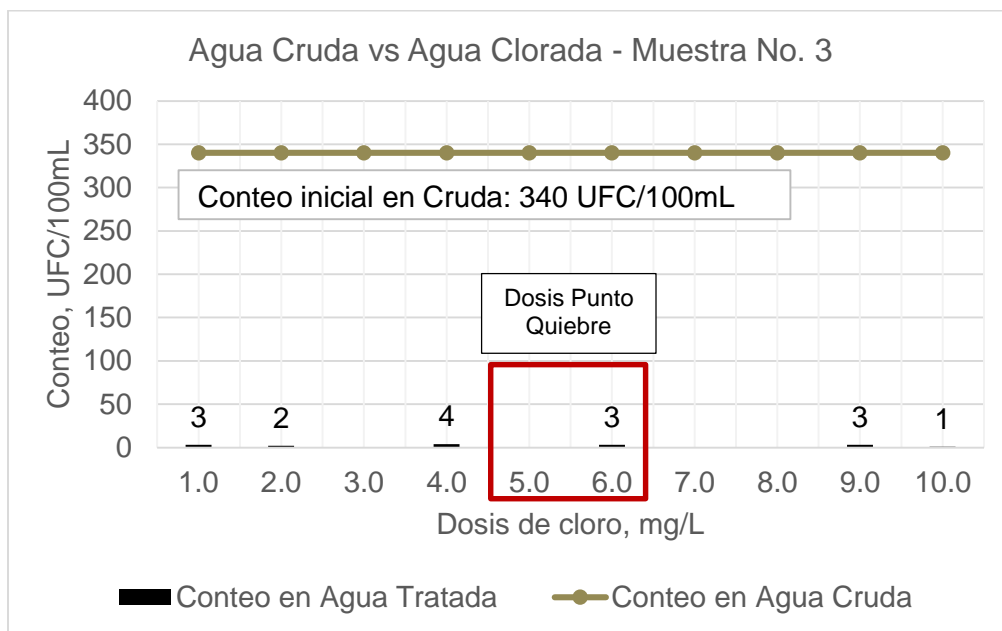 Agua Cruda vs Agua Clorada - Muestra No. 3
Conteo, UFC/100mL
400
350
300
250
200
150
100
50
0
Conteo inicial en Cruda: 340 UFC/100mL
Dosis Punto
Quiebre
3 2 4 3 3 1
1.0 2.0 3.0 4.0 5.0 6.0 7.0 8.0 9.0 10.0
Dosis de cloro, mg/L
Conteo en Agua Tratada Conteo en Agua Cruda